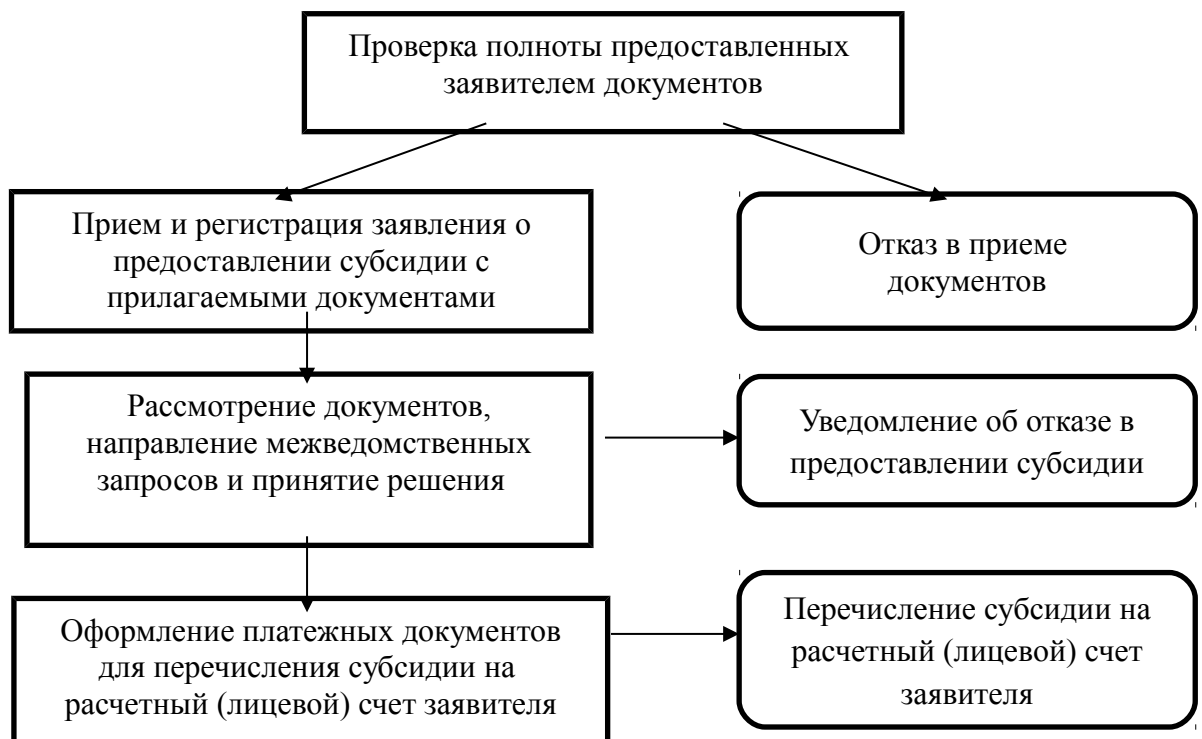 Проверка полноты предоставленных
заявителем документов
Прием и регистрация заявления о
предоставлении субсидии с
прилагаемыми документами
Отказ в приеме
документов
Рассмотрение документов,
направление межведомственных
запросов и принятие решения
Уведомление об отказе в
предоставлении субсидии
Оформление платежных документов
для перечисления субсидии на
расчетный (лицевой) счет заявителя
Перечисление субсидии на
расчетный (лицевой) счет
заявителя